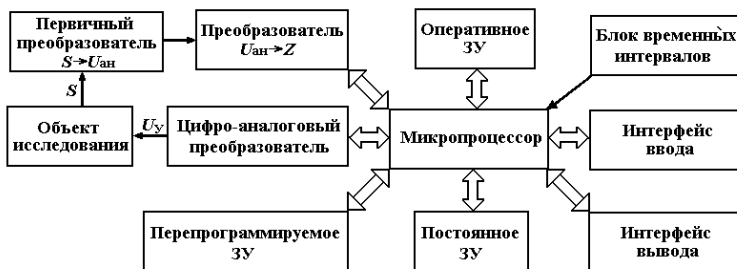 Первичный
преобразователь
S→Uан
Преобразователь
Uан→Z
Оперативное
ЗУ
Блок временных
интервалов
S
Объект
исследования
Uу
Цифро-аналоговый
преобразователь
Микропроцессор
Интерфейс
ввода
Перепрограммируемое
ЗУ
Постоянное
ЗУ
Интерфейс
вывода